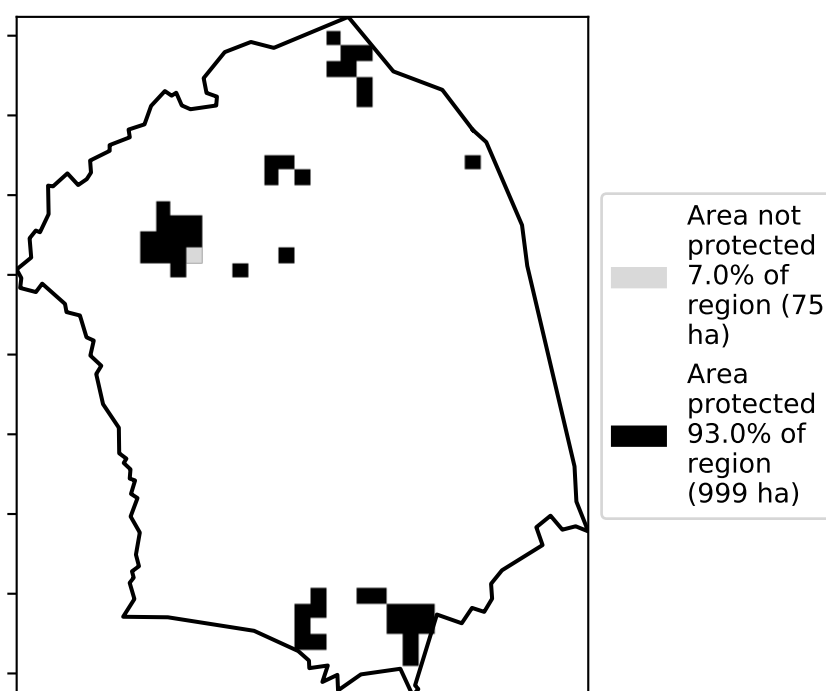 Area not
protected
7.0% of
region (75
ha)
Area
protected
93.0% of
region
(999 ha)